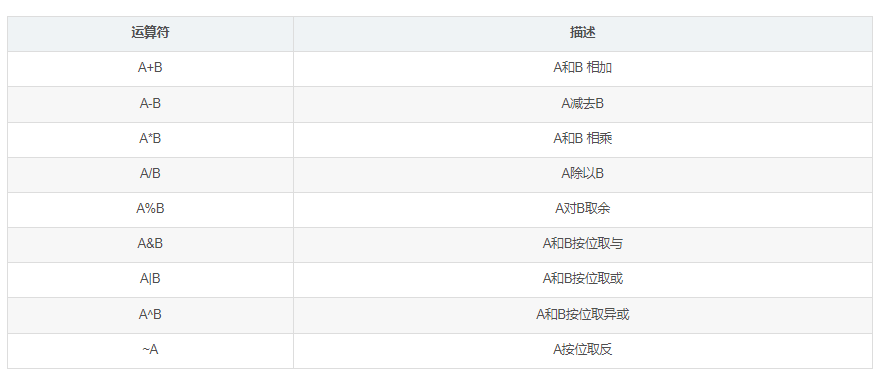 运算符 描述
A+B A和B 相加
A-B A减去B
A*B A和B 相乘
A/B A除以B
A%B A对B取余
A&B A和B按位取与
A|B A和B按位取或
A^B A和B按位取异或
~A A按位取反